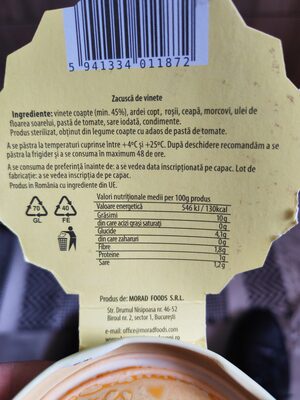 5 941334 011872
Zacuscă de vinete
Ingrediente: vinete coapte (min. 45%), ardei copt , roșii, ceapă, morcovi, ulei de
floarea soarelui, pastă de tomate, sare iodată, condimente.
Produs sterilizat, obținut din legume coapte cu adaos de pastă de tomate.
A se păstra la temperaturi cuprinse între +4ºC și +25ºC. După deschidere recomandăm a se
păstra la frigider și a se consuma în maximum 48 de ore.
A se consuma de preferință înainte de: a se vedea data inscripționată pe capac. Lot de
fabricație: a se vedea inscripția de pe capac.
Produs în România cu ingrediente din UE.
70
GL
40
FE
Valori nutriționale medii per 100g produs
Valoare energetică 546 kJ / 130kcal
Grăsimi 10 g
din care acizi grași saturați 0g
Glucide 4,1g
din care zaharuri 0g
Fibre 1,8g
Proteine 1g
Sare 1,2 g
Produs de: MORAD FOODS S.R.L.
Str. Drumul Nisipoasa nr. 46-52
Biroul nr. 2, sector 1, București
e-mail: office@moradfoods.com